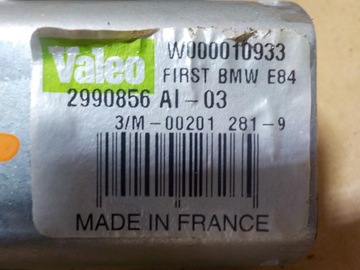 Valeo W000010933
FIRST BMW E84
2990856 AI-03
3/M-00201 281-9
MADE IN FRANCE